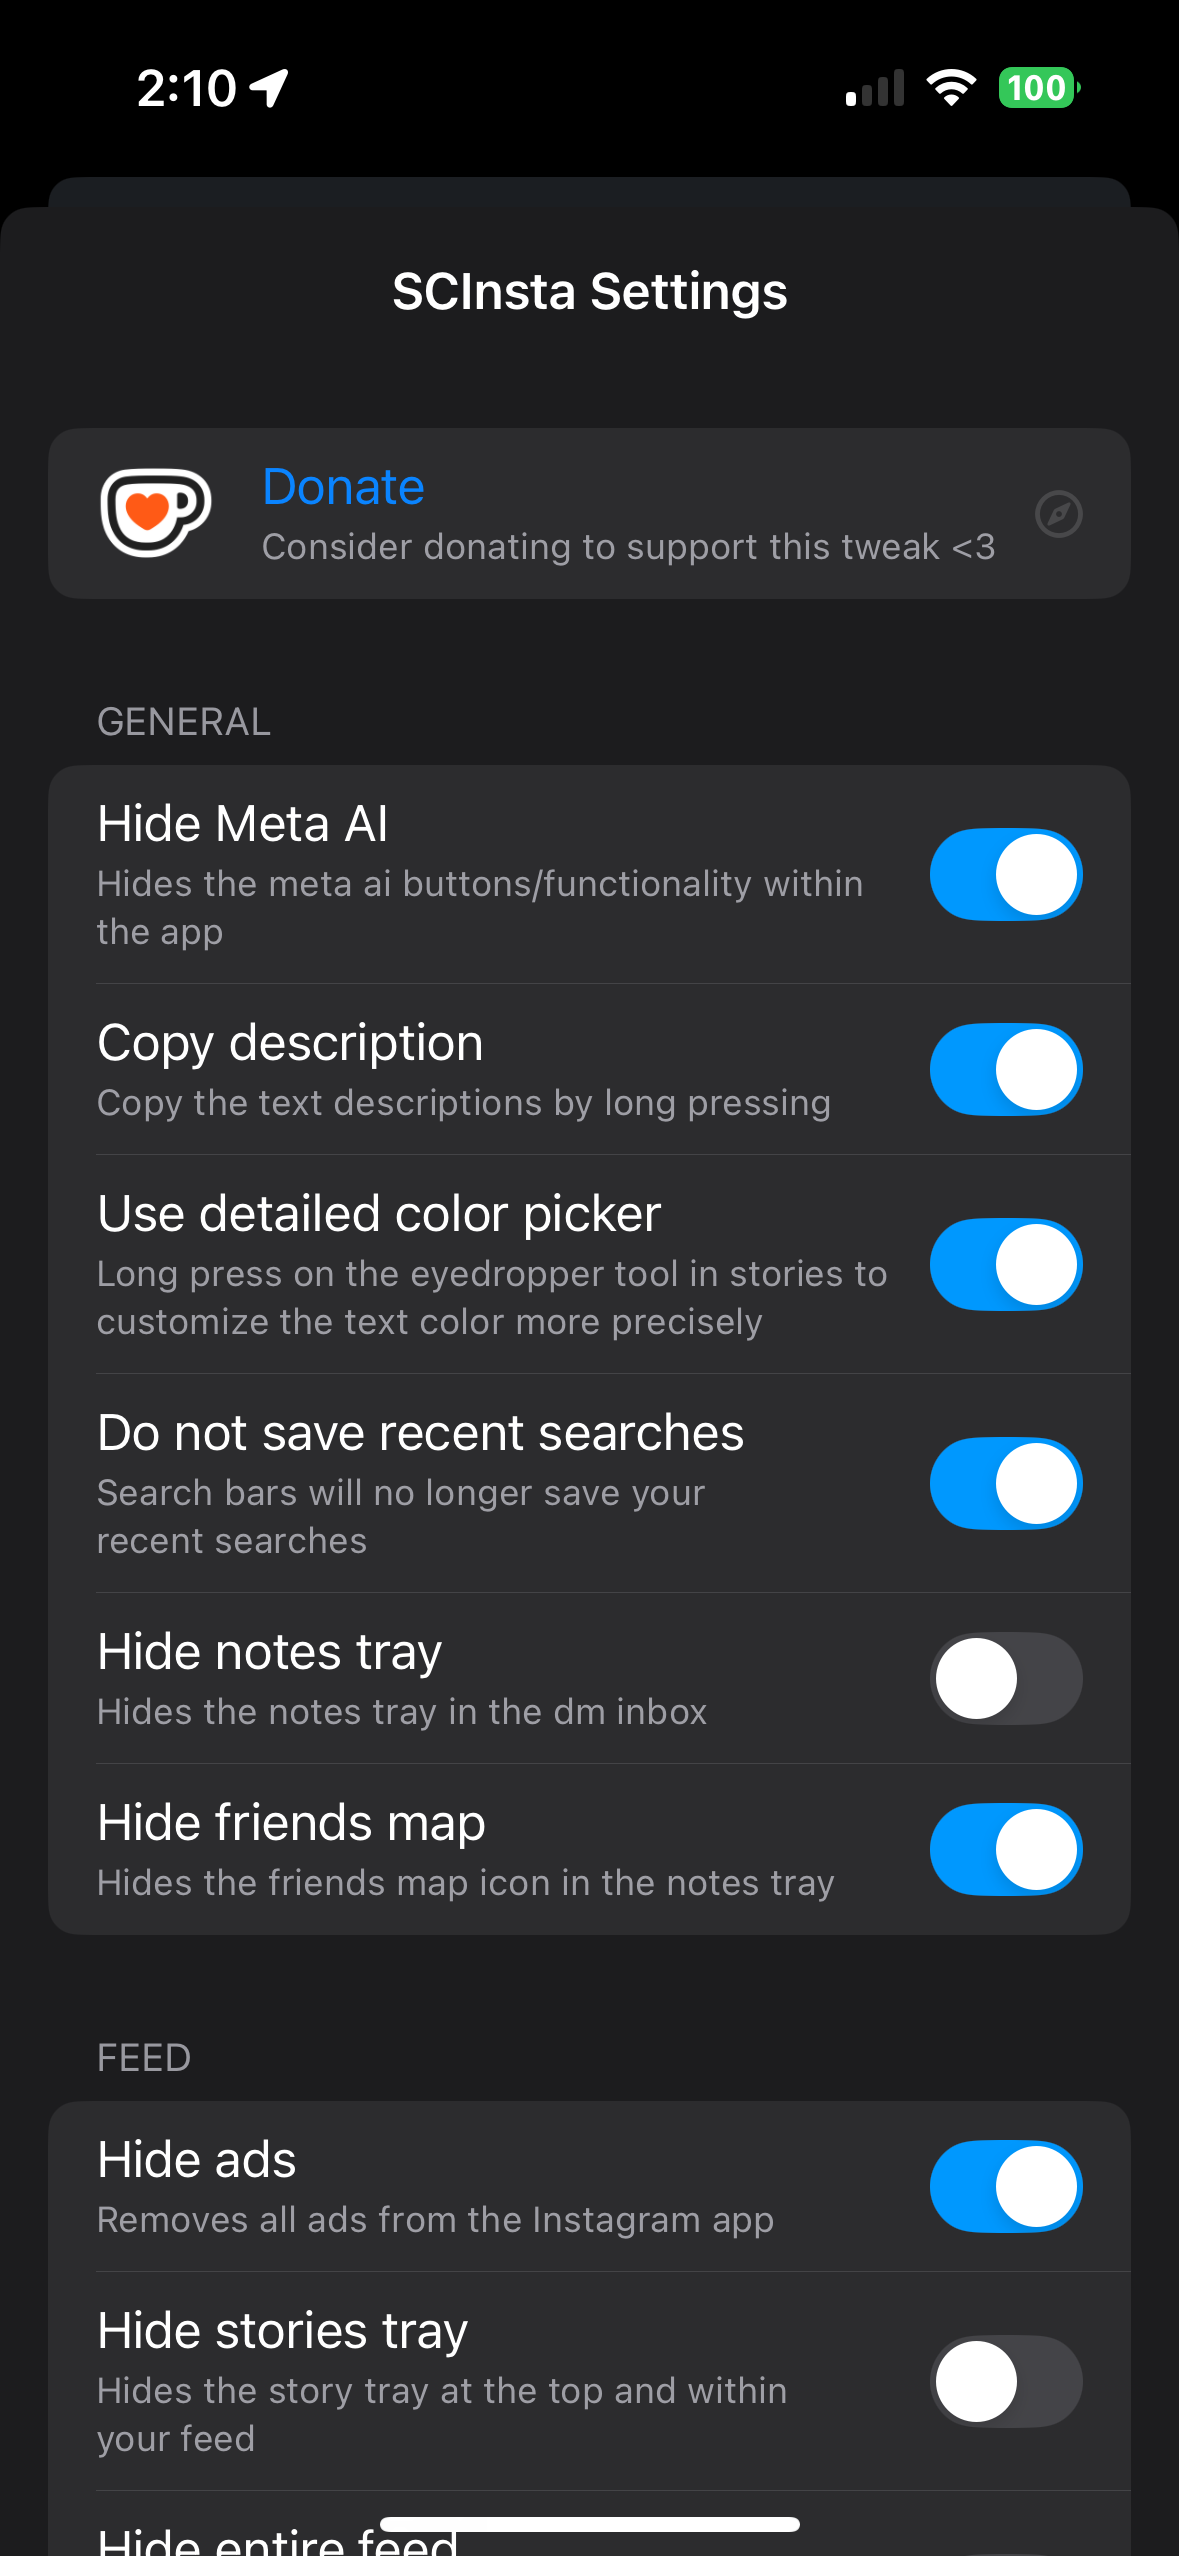 2:10
100
SCInsta Settings
Donate
Consider donating to support this tweak <3
GENERAL
Hide Meta AI
Hides the meta ai buttons/functionality within
the app
Copy description
Copy the text descriptions by long pressing
Use detailed color picker
Long press on the eyedropper tool in stories to
customize the text color more precisely
Do not save recent searches
Search bars will no longer save your
recent searches
Hide notes tray
Hides the notes tray in the dm inbox
Hide friends map
Hides the friends map icon in the notes tray
FEED
Hide ads
Removes all ads from the Instagram app
Hide stories tray
Hides the story tray at the top and within
your feed
Hide entire feed